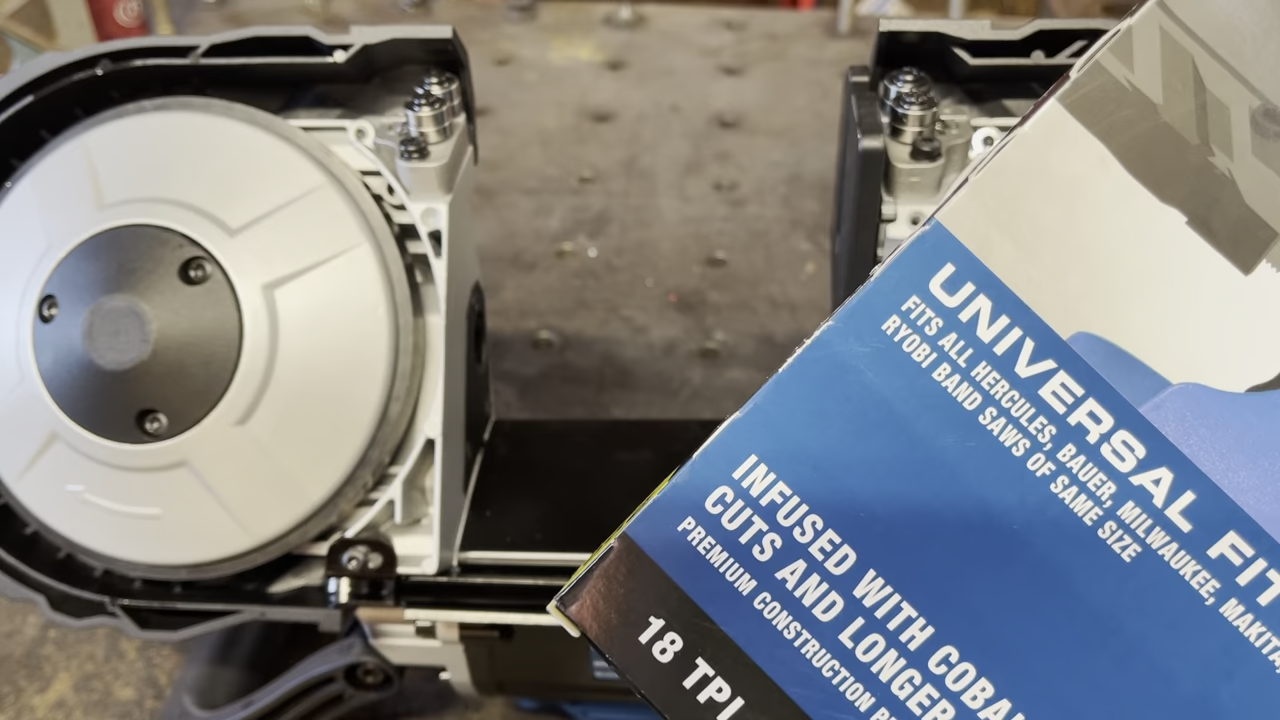 UNIVERSAL FIT
FITS ALL HERCULES, BAUER, MILWAUKEE, MAKITA
RYOBI BAND SAWS OF SAME SIZE
INFUSED WITH COBAL
CUTS AND LONGER
PREMIUM CONSTRUCTION
18 TPI